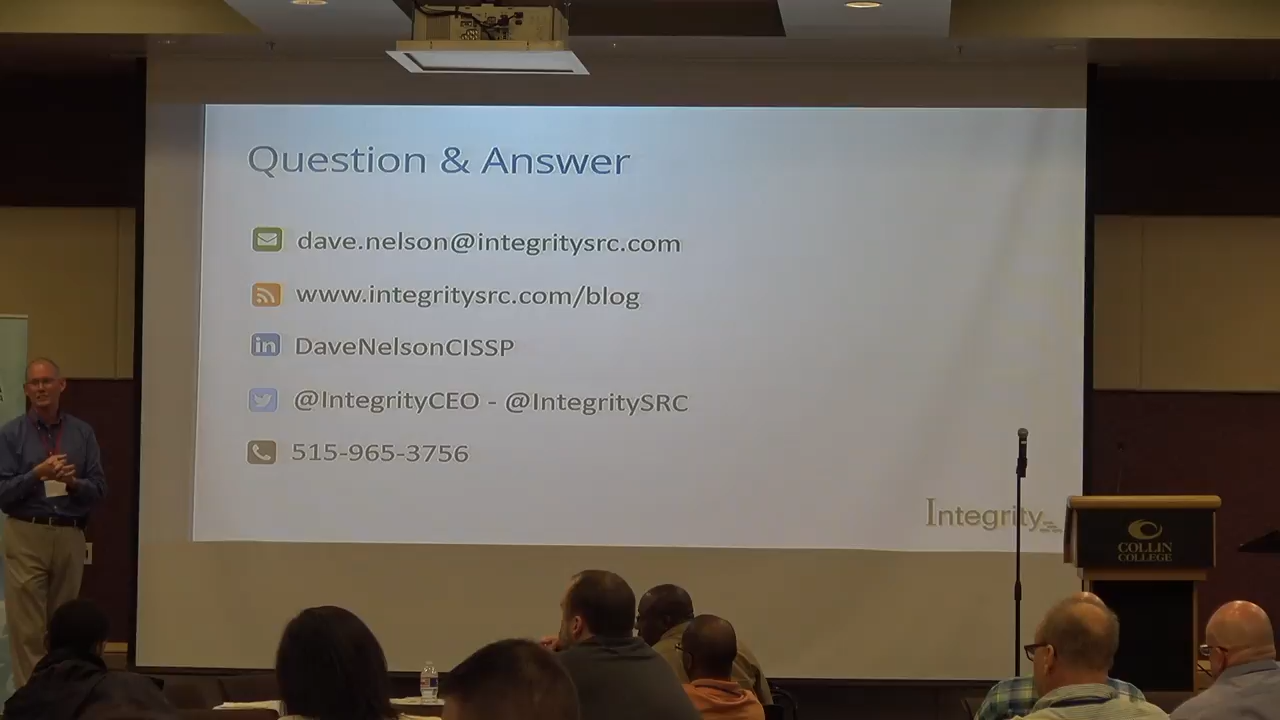 Question & Answer
dave.nelson@integritysrc.com
www.integritysrc.com/blog
in DaveNelsonCISSP
@IntegrityCEO - @IntegritySRC
515-965-3756
Integrity
COLLIN
COLLEGE